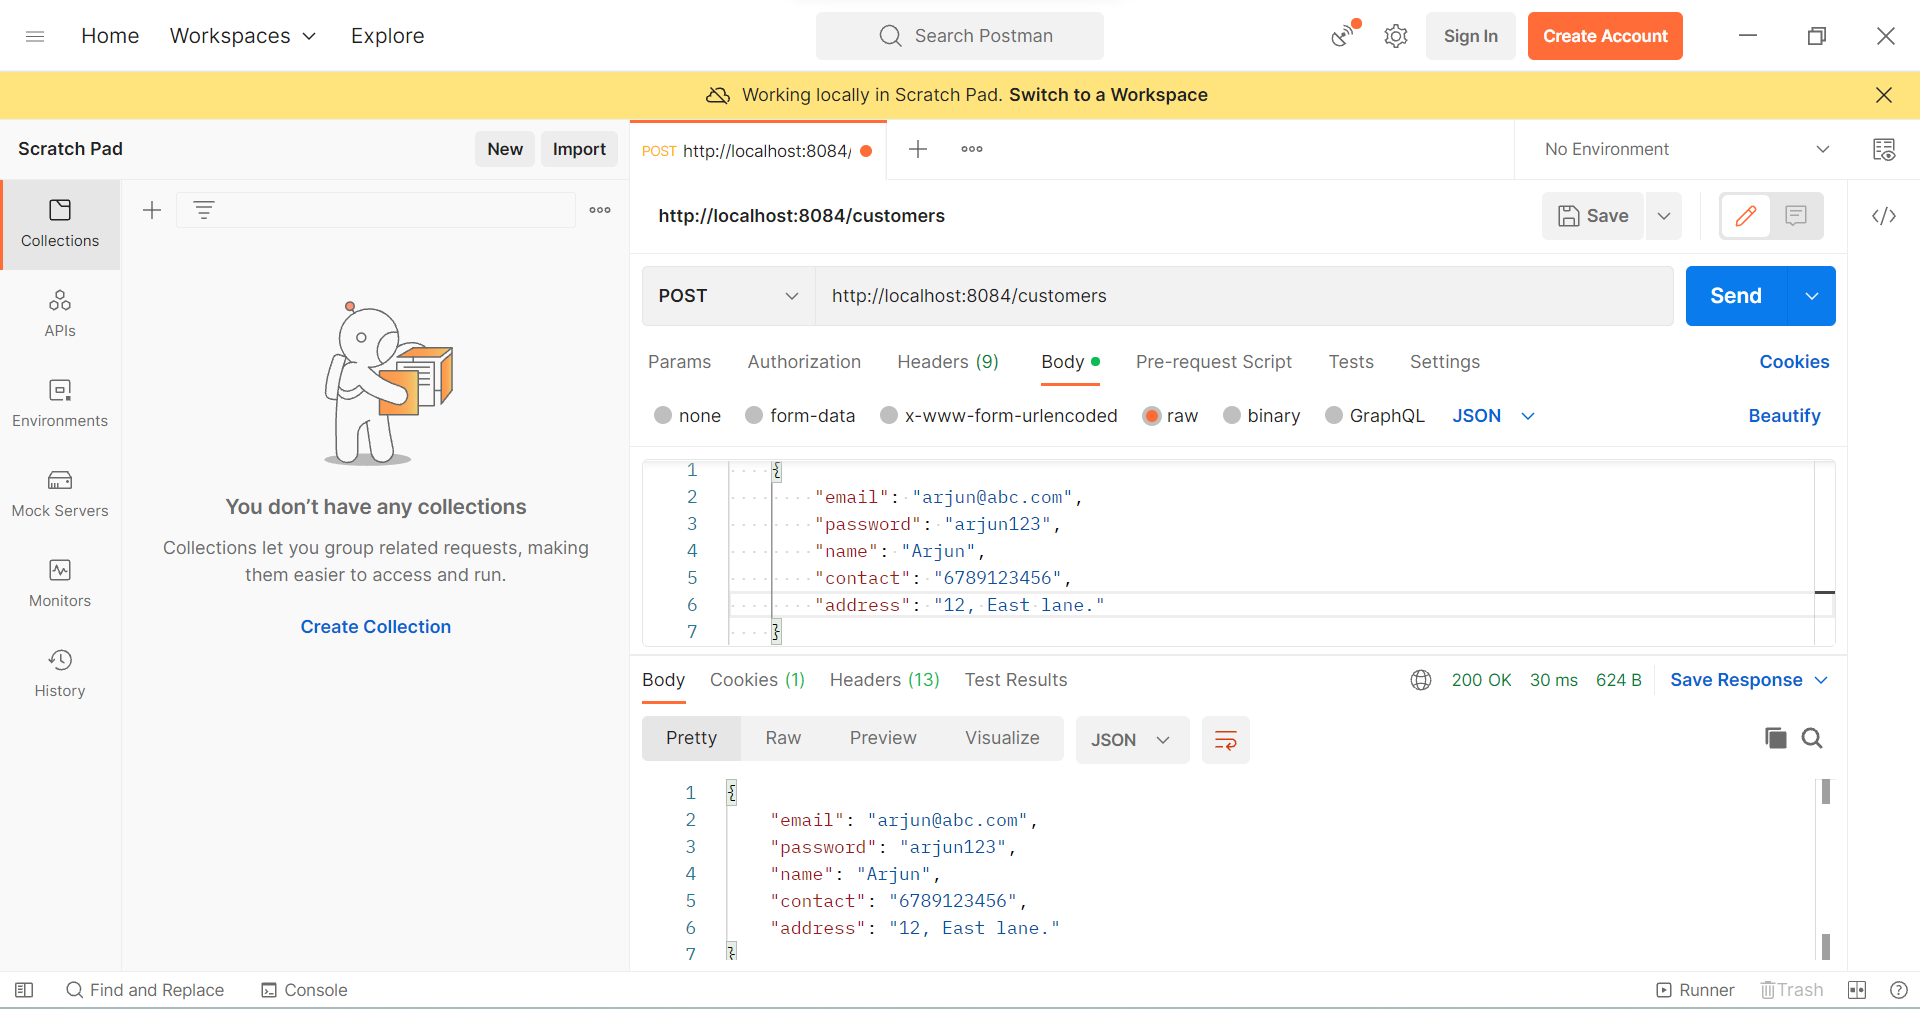 Home Workspaces Explore Search Postman Sign In Create Account
Working locally in Scratch Pad. Switch to a Workspace
Scratch Pad New Import
POST http://localhost:8084/
No Environment
Collections
APIs
Environments
Mock Servers
Monitors
History
You don’t have any collections
Collections let you group related requests, making
them easier to access and run.
Create Collection
http://localhost:8084/customers
Save
POST http://localhost:8084/customers Send
Params Authorization Headers (9) Body Pre-request Script Tests Settings Cookies
none form-data x-www-form-urlencoded raw binary GraphQL JSON Beautify
1 {
2 "email": "arjun@abc.com",
3 "password": "arjun123",
4 "name": "Arjun",
5 "contact": "6789123456",
6 "address": "12, East lane."
7 }
Body Cookies (1) Headers (13) Test Results 200 OK 30 ms 624 B Save Response
Pretty Raw Preview Visualize JSON
1 {
2 "email": "arjun@abc.com",
3 "password": "arjun123",
4 "name": "Arjun",
5 "contact": "6789123456",
6 "address": "12, East lane."
7 }
Find and Replace Console Runner Trash